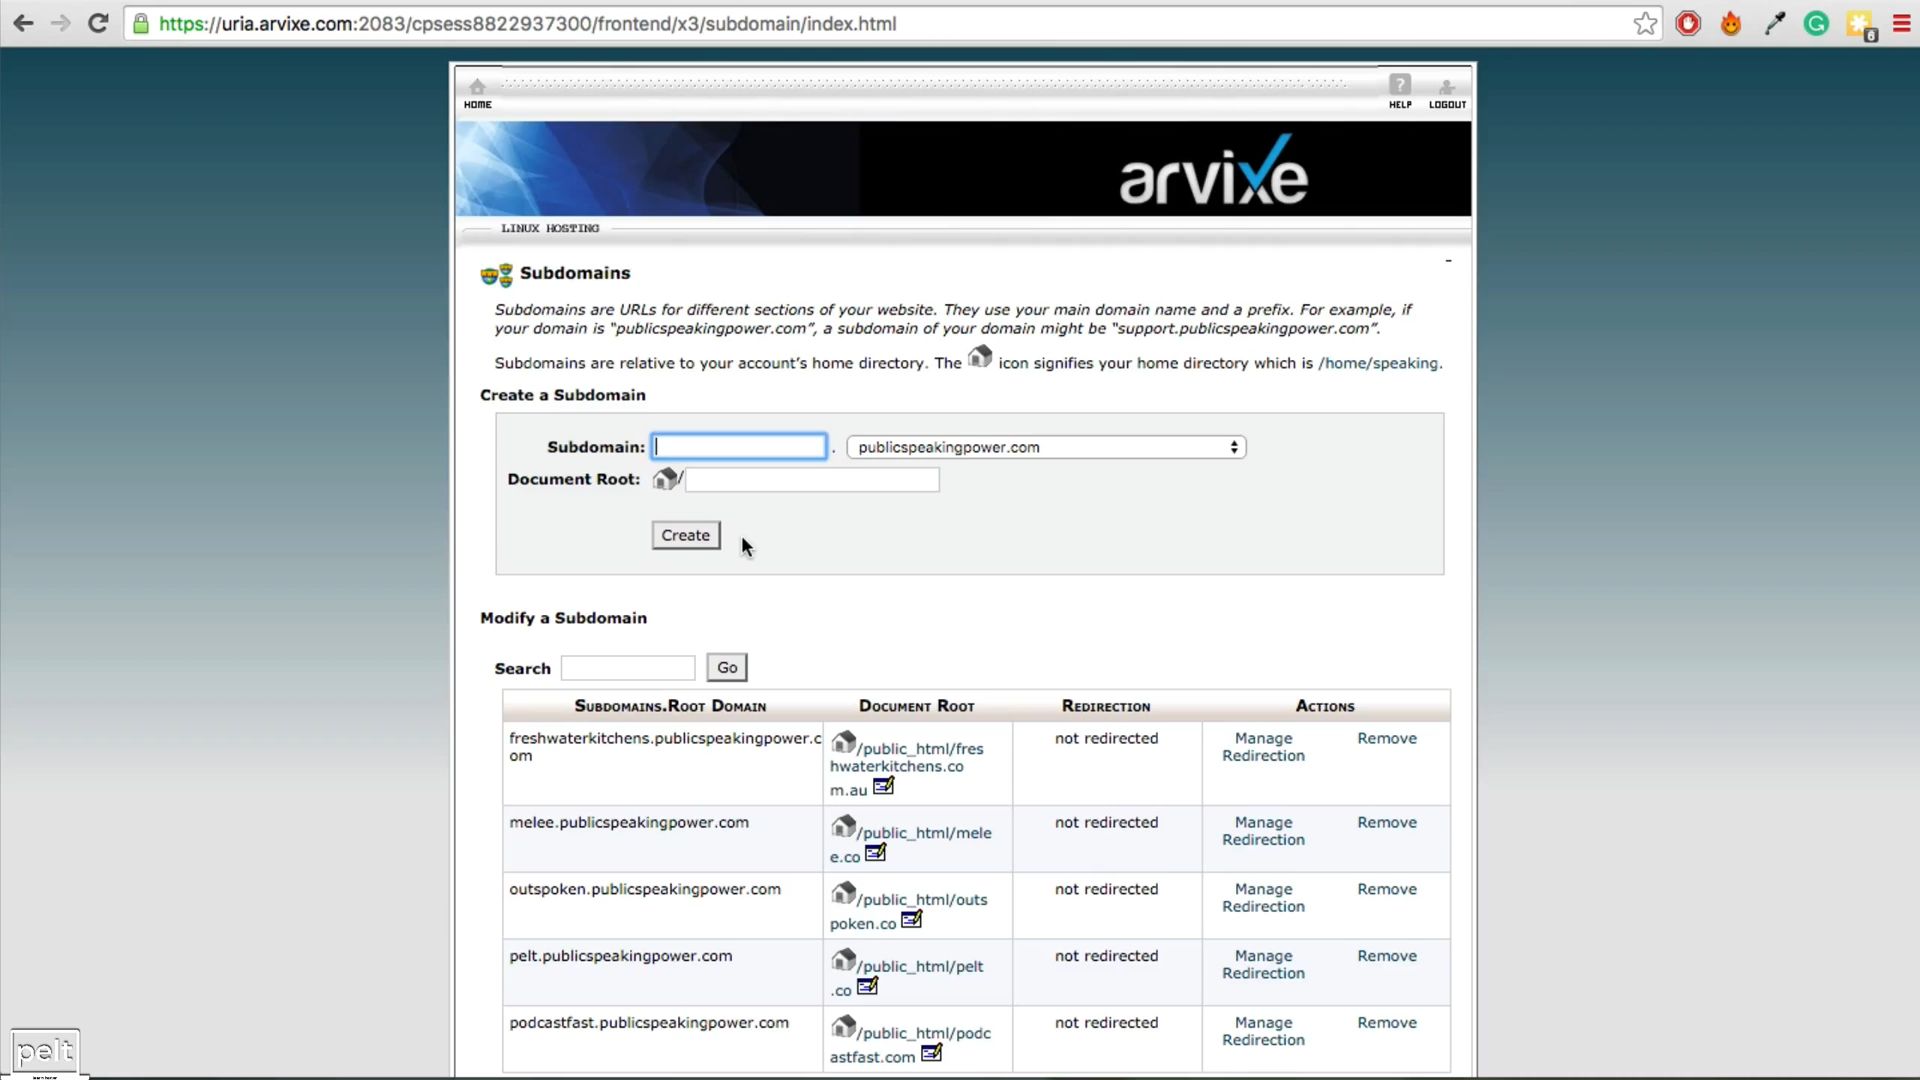 https://uria.arvixe.com:2083/cpsess8822937300/frontend/x3/subdomain/index.html
6
HOME
HELP LOGOUT
arvixe
LINUX HOSTING
Subdomains
-
Subdomains are URLs for different sections of your website. They use your main domain name and a prefix. For example, if
your domain is “publicspeakingpower.com”, a subdomain of your domain might be “support.publicspeakingpower.com”.
Subdomains are relative to your account’s home directory. The icon signifies your home directory which is /home/speaking.
Create a Subdomain
Subdomain: . publicspeakingpower.com
Document Root: /
Create
Modify a Subdomain
Search Go
SUBDOMAINS.ROOT DOMAIN DOCUMENT ROOT REDIRECTION ACTIONS
freshwaterkitchens.publicspeakingpower.c
om
/public_html/fres
hwaterkitchens.co
m.au
not redirected
Manage
Redirection
Remove
melee.publicspeakingpower.com
/public_html/mele
e.co
not redirected
Manage
Redirection
Remove
outspoken.publicspeakingpower.com
/public_html/outs
poken.co
not redirected
Manage
Redirection
Remove
pelt.publicspeakingpower.com
/public_html/pelt
.co
not redirected
Manage
Redirection
Remove
podcastfast.publicspeakingpower.com
/public_html/podc
astfast.com
not redirected
Manage
Redirection
Remove
pelt